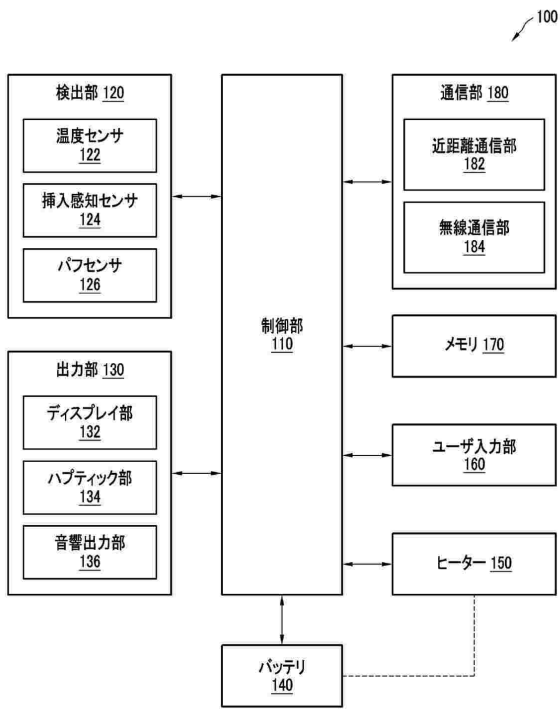 100
検出部 120
温度センサ
122
挿入感知センサ
124
パフセンサ
126
出力部 130
ディスプレイ部
132
ハプティック部
134
音響出力部
136
制御部
110
通信部 180
近距離通信部
182
無線通信部
184
メモリ 170
ユーザ入力部
160
ヒーター 150
バッテリ
140